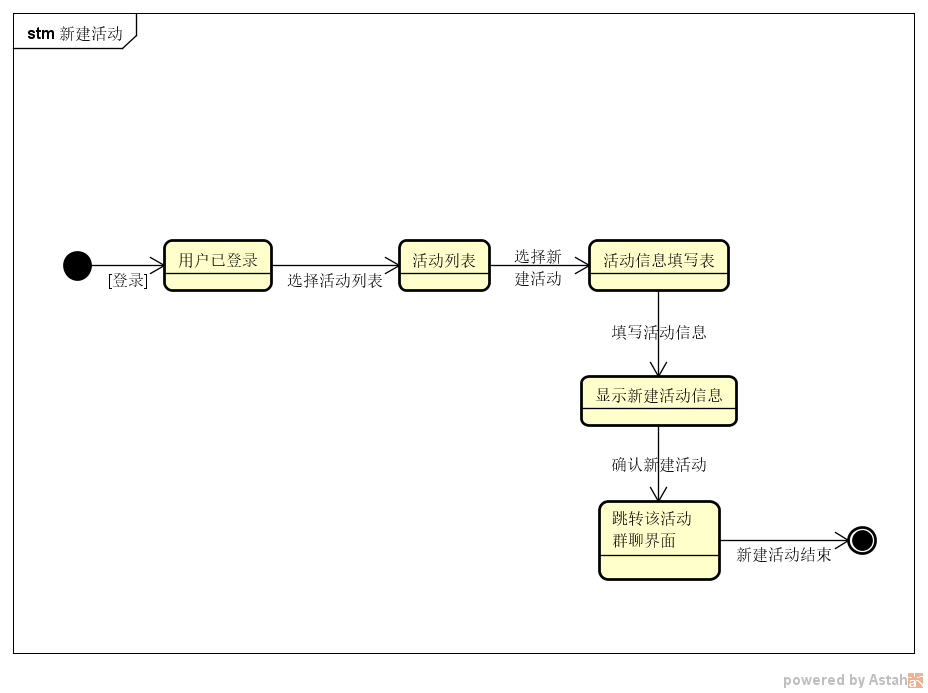 stm 新建活动
用户已登录
[登录]
选择活动列表
活动列表
选择新
建活动
活动信息填写表
填写活动信息
显示新建活动信息
确认新建活动
跳转该活动
群聊界面
新建活动结束
powered by Astah